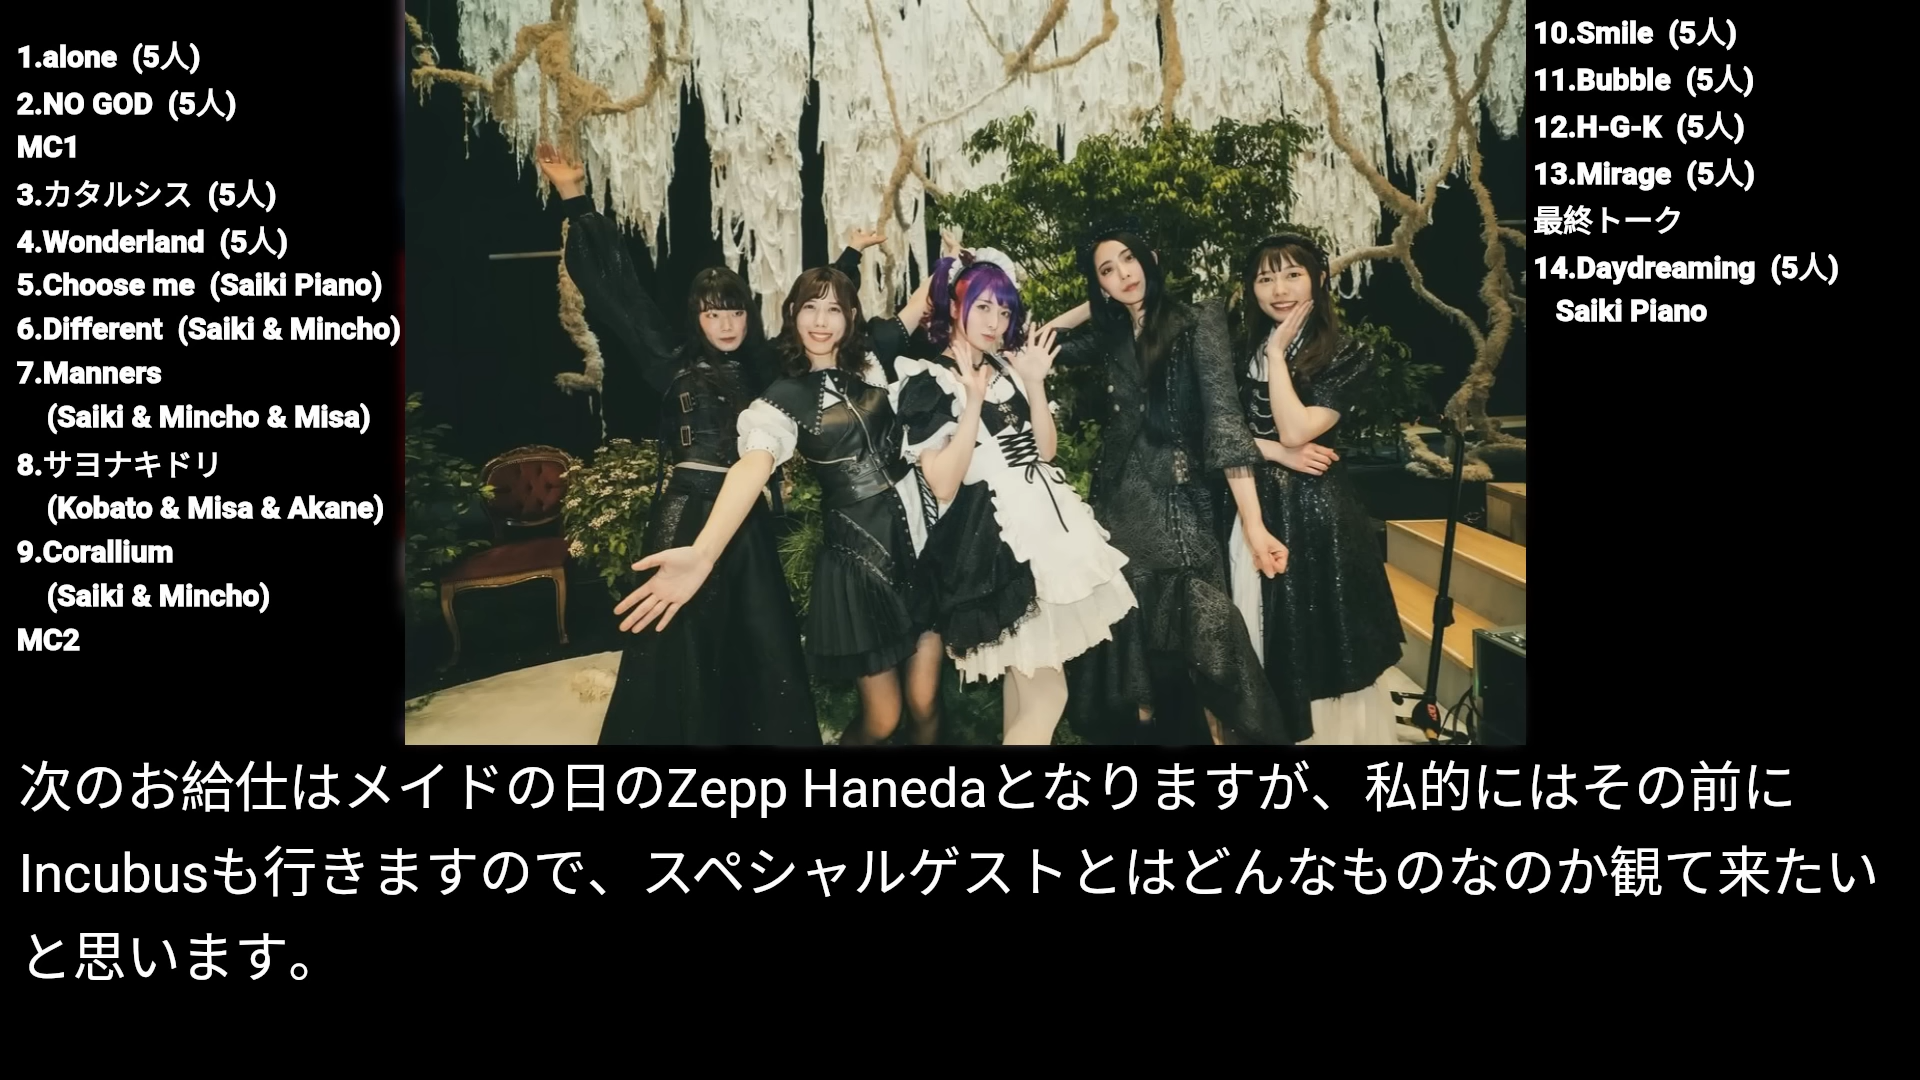 1.alone (5人)
2.NO GOD (5人)
MC1
3.カタルシス (5人)
4.Wonderland (5人)
5.Choose me (Saiki Piano)
6.Different (Saiki & Mincho)
7.Manners
(Saiki & Mincho & Misa)
8.サヨナキドリ
(Kobato & Misa & Akane)
9.Corallium
(Saiki & Mincho)
MC2
10.Smile (5人)
11.Bubble (5人)
12.H-G-K (5人)
13.Mirage (5人)
最終トーク
14.Daydreaming (5人)
Saiki Piano
次のお給仕はメイドの日のZepp Hanedaとなりますが、私的にはその前に
Incubusも行きますので、スペシャルゲストとはどんなものなのか観て来たい
と思います。